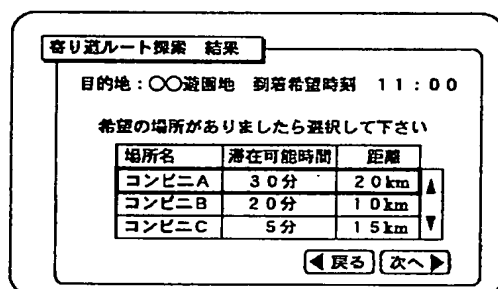 寄り道ルート探索 結果
目的地：〇〇遊園地 到着希望時刻 １１：００
希望の場所がありましたら選択して下さい
場所名 滞在可能時間 距離
コンビニＡ ３０分 ２０km
コンビニＢ ２０分 １０km
コンビニＣ ５分 １５km
◀戻る 次へ▶